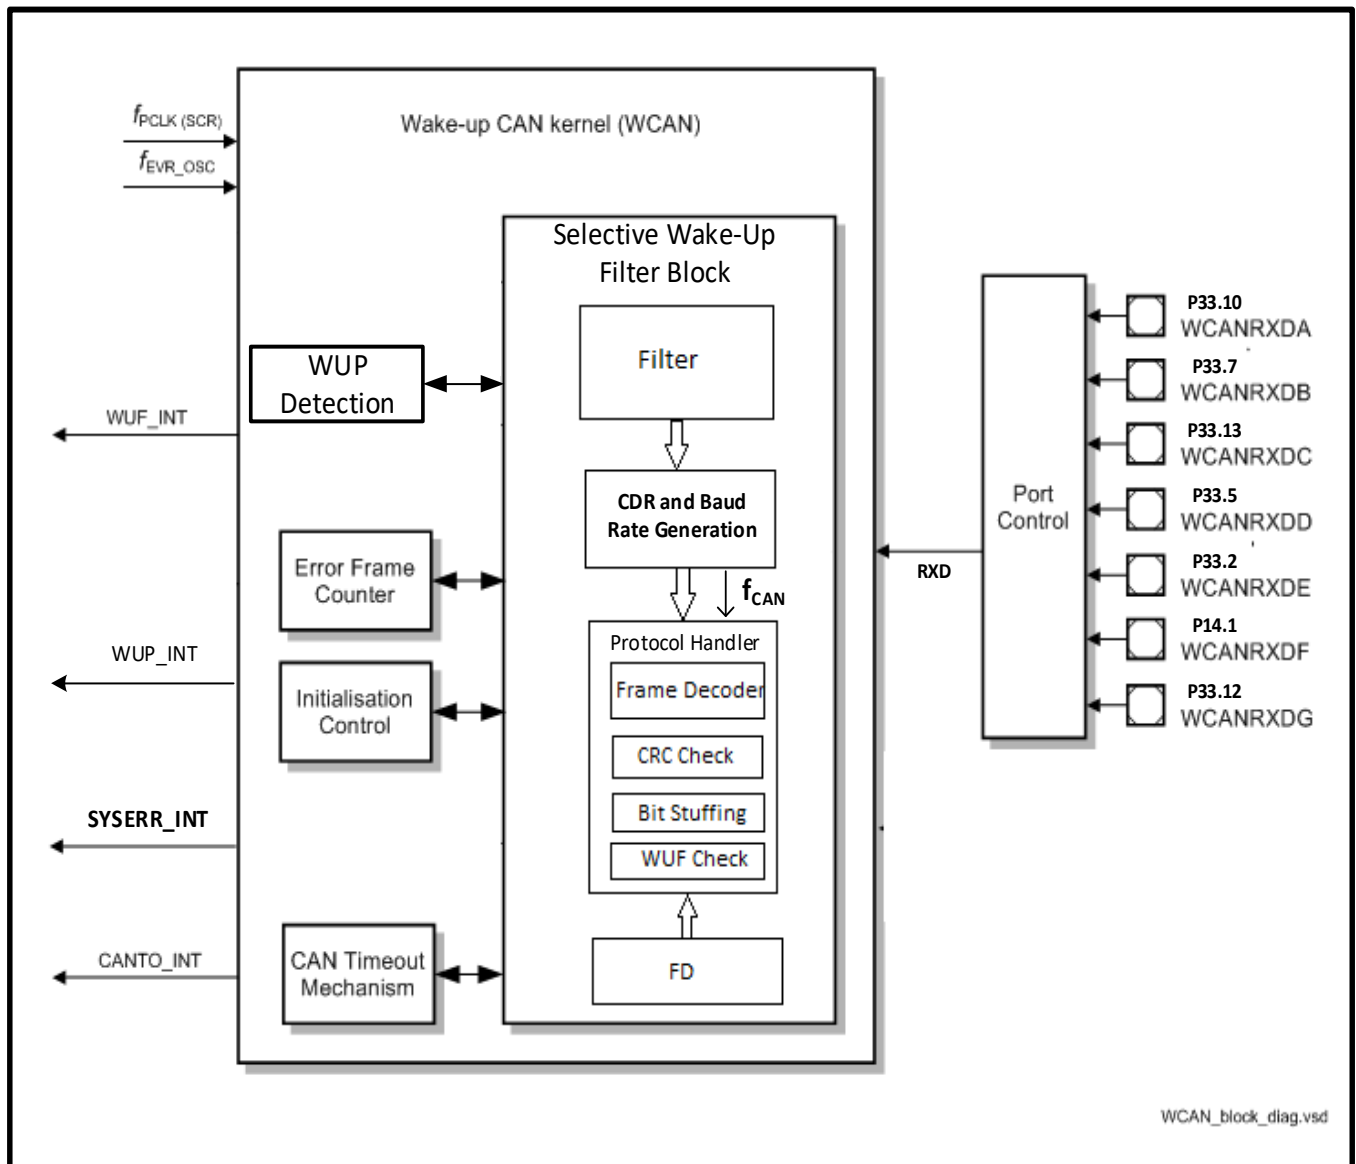 fPCLK (SCR)
fEVR_OSC
Wake-up CAN kernel (WCAN)
Selective Wake-Up
Filter Block
Filter
WUP
Detection
WUF_INT
CDR and Baud
Rate Generation
fCAN
Error Frame
Counter
WUP_INT
Initialisation
Control
Protocol Handler
Frame Decoder
CRC Check
Bit Stuffing
WUF Check
SYSERR_INT
CANTO_INT
CAN Timeout
Mechanism
FD
RXD
Port
Control
P33.10
WCANRXDA
P33.7
WCANRXDB
P33.13
WCANRXDC
P33.5
WCANRXDD
P33.2
WCANRXDE
P14.1
WCANRXDF
P33.12
WCANRXDG
WCAN_block_diag.vsd